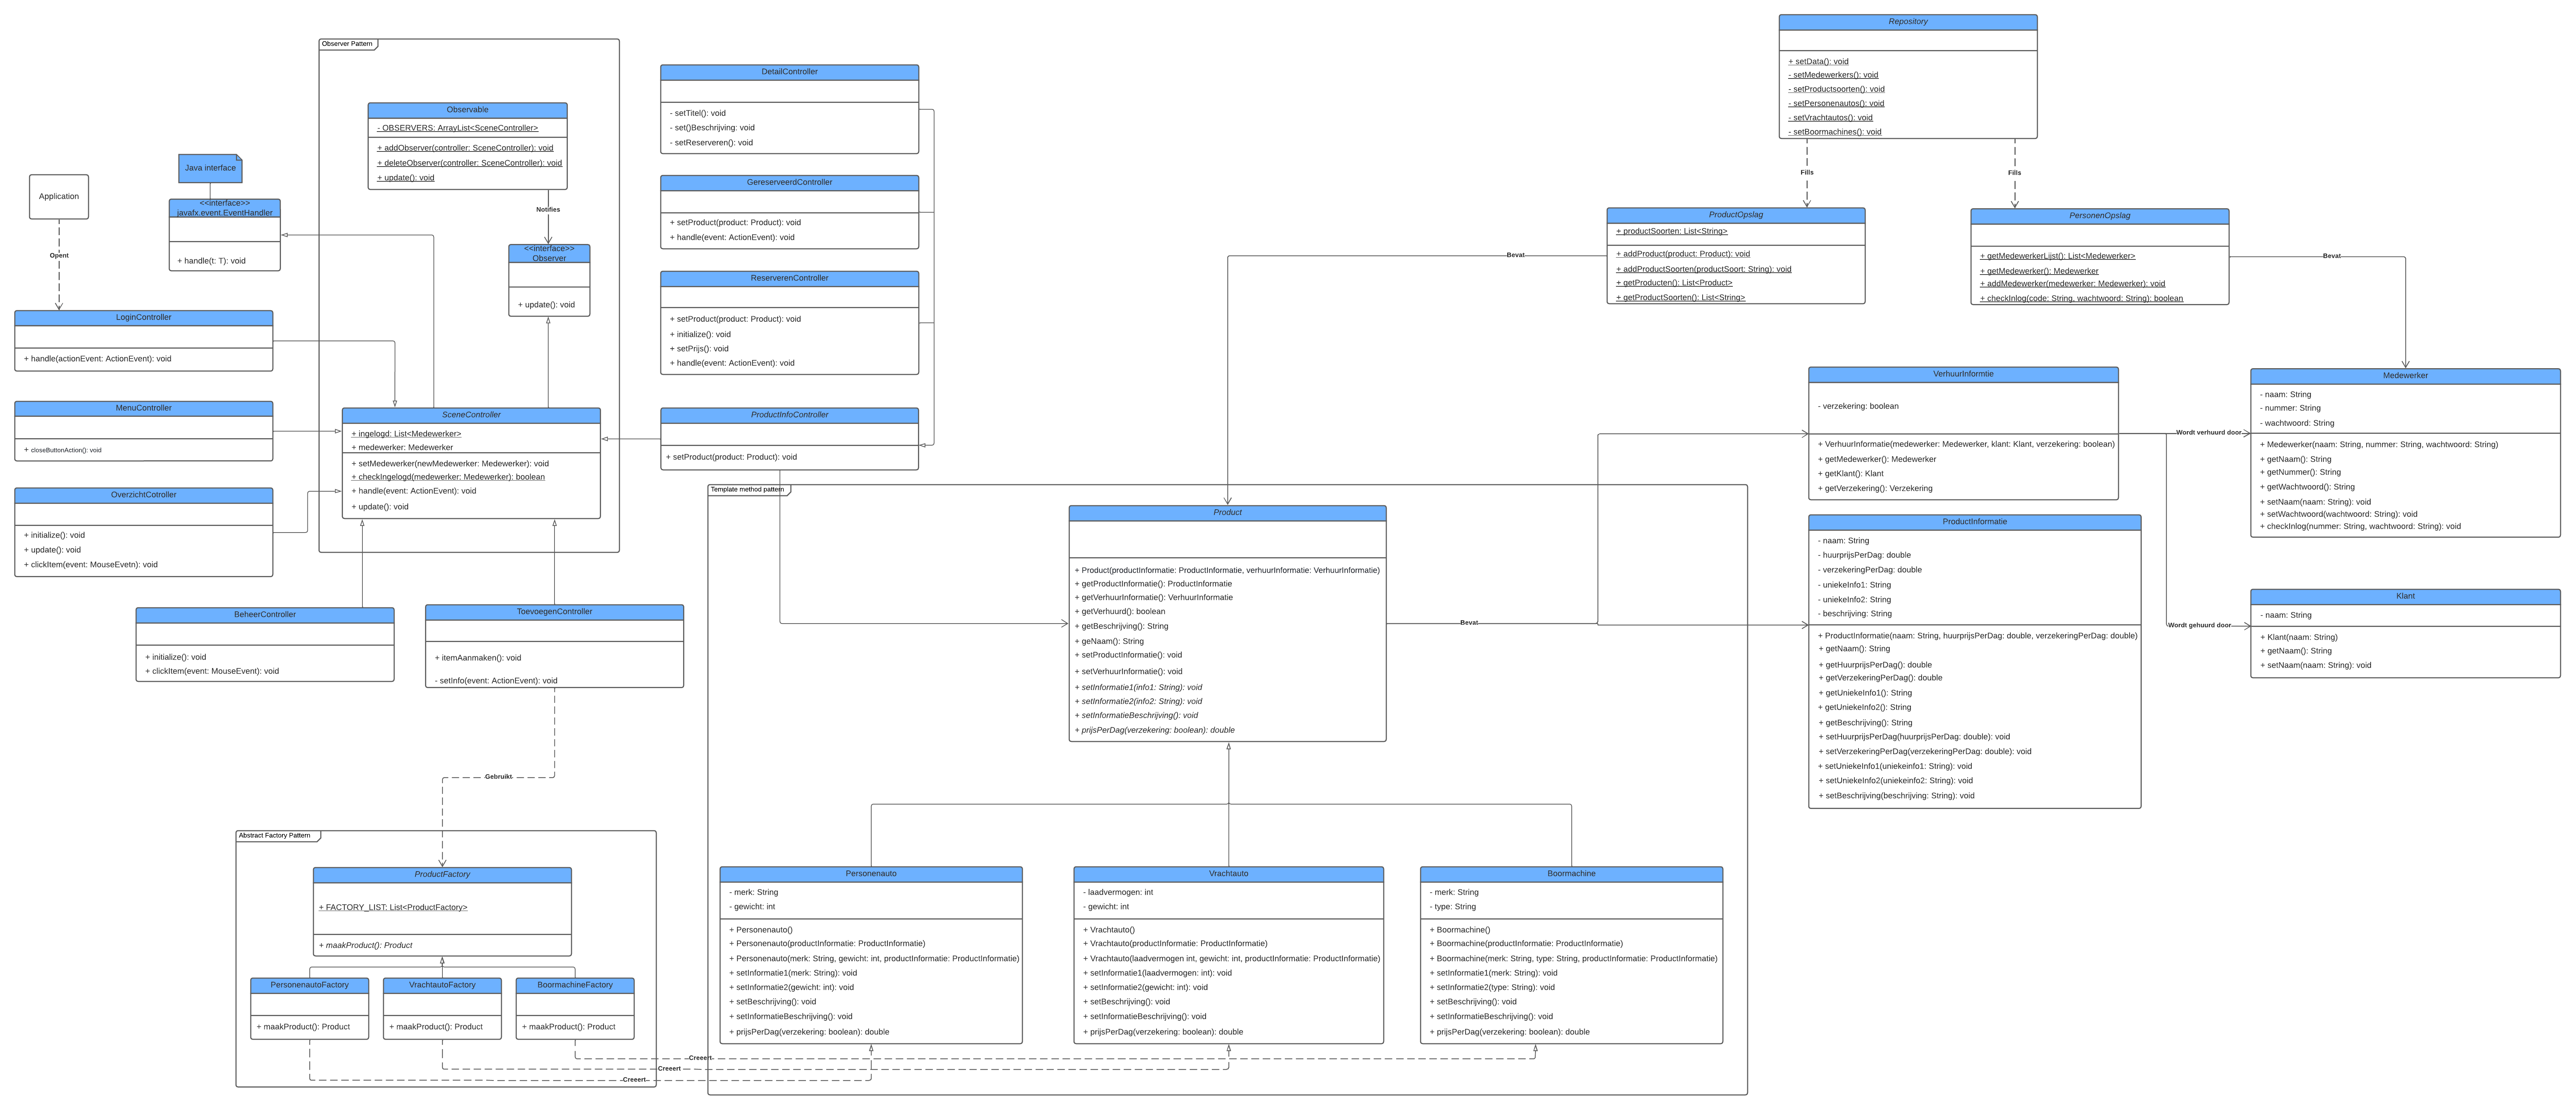 Observer Pattern
Observable
- OBSERVERS: ArrayList<SceneController>
+ addObserver(controller: SceneController): void
+ deleteObserver(controller: SceneController): void
+ update(): void
Notifies
<<interface>>
Observer
+ update(): void
Java interface
<<interface>>
javafx.event.EventHandler
+ handle(t: T): void
Application
Opent
LoginController
+ handle(actionEvent: ActionEvent): void
MenuController
+ closeButtonAction(): void
OverzichtCotroller
+ initialize(): void
+ update(): void
+ clickItem(event: MouseEvetn): void
SceneController
+ ingelogd: List<Medewerker>
+ medewerker: Medewerker
+ setMedewerker(newMedewerker: Medewerker): void
+ checkIngelogd(medewerker: Medewerker): boolean
+ handle(event: ActionEvent): void
+ update(): void
BeheerController
+ initialize(): void
+ clickItem(event: MouseEvent): void
ToevoegenController
+ itemAanmaken(): void
- setInfo(event: ActionEvent): void
Gebruikt
DetailController
- setTitel(): void
- set()Beschrijving: void
- setReserveren(): void
GereserveerdController
+ setProduct(product: Product): void
+ handle(event: ActionEvent): void
ReserverenController
+ setProduct(product: Product): void
+ initialize(): void
+ setPrijs(): void
+ handle(event: ActionEvent): void
ProductInfoController
+ setProduct(product: Product): void
Abstract Factory Pattern
ProductFactory
+ FACTORY_LIST: List<ProductFactory>
+ maakProduct(): Product
PersonenautoFactory
+ maakProduct(): Product
VrachtautoFactory
+ maakProduct(): Product
BoormachineFactory
+ maakProduct(): Product
Creeert
Creeert
Creeert
Template method pattern
Product
+ Product(productInformatie: ProductInformatie, verhuurInformatie: VerhuurInformatie)
+ getProductInformatie(): ProductInformatie
+ getVerhuurInformatie(): VerhuurInformatie
+ getVerhuurd(): boolean
+ getBeschrijving(): String
+ geNaam(): String
+ setProductInformatie(): void
+ setVerhuurInformatie(): void
+ setInformatie1(info1: String): void
+ setInformatie2(info2: String): void
+ setInformatieBeschrijving(): void
+ prijsPerDag(verzekering: boolean): double
Personenauto
- merk: String
- gewicht: int
+ Personenauto()
+ Personenauto(productInformatie: ProductInformatie)
+ Personenauto(merk: String, gewicht: int, productInformatie: ProductInformatie)
+ setInformatie1(merk: String): void
+ setInformatie2(gewicht: int): void
+ setBeschrijving(): void
+ setInformatieBeschrijving(): void
+ prijsPerDag(verzekering: boolean): double
Vrachtauto
- laadvermogen: int
- gewicht: int
+ Vrachtauto()
+ Vrachtauto(productInformatie: ProductInformatie)
+ Vrachtauto(laadvermogen int, gewicht: int, productInformatie: ProductInformatie)
+ setInformatie1(laadvermogen: int): void
+ setInformatie2(gewicht: int): void
+ setBeschrijving(): void
+ setInformatieBeschrijving(): void
+ prijsPerDag(verzekering: boolean): double
Boormachine
- merk: String
- type: String
+ Boormachine()
+ Boormachine(productInformatie: ProductInformatie)
+ Boormachine(merk: String, type: String, productInformatie: ProductInformatie)
+ setInformatie1(merk: String): void
+ setInformatie2(type: String): void
+ setBeschrijving(): void
+ setInformatieBeschrijving(): void
+ prijsPerDag(verzekering: boolean): double
Repository
+ setData(): void
- setMedewerkers(): void
- setProductsoorten(): void
- setPersonenautos(): void
- setVrachtautos(): void
- setBoormachines(): void
Fills
Fills
ProductOpslag
+ productSoorten: List<String>
+ addProduct(product: Product): void
+ addProductSoorten(productSoort: String): void
+ getProducten(): List<Product>
+ getProductSoorten(): List<String>
Bevat
PersonenOpslag
+ getMedewerkerLijst(): List<Medewerker>
+ getMedewerker(): Medewerker
+ addMedewerker(medewerker: Medewerker): void
+ checkInlog(code: String, wachtwoord: String): boolean
Bevat
VerhuurInformtie
- verzekering: boolean
+ VerhuurInformatie(medewerker: Medewerker, klant: Klant, verzekering: boolean)
+ getMedewerker(): Medewerker
+ getKlant(): Klant
+ getVerzekering(): Verzekering
Wordt verhuurd door
Wordt gehuurd door
Bevat
ProductInformatie
- naam: String
- huurprijsPerDag: double
- verzekeringPerDag: double
- uniekeInfo1: String
- uniekeInfo2: String
- beschrijving: String
+ ProductInformatie(naam: String, huurprijsPerDag: double, verzekeringPerDag: double)
+ getNaam(): String
+ getHuurprijsPerDag(): double
+ getVerzekeringPerDag(): double
+ getUniekeInfo1(): String
+ getUniekeInfo2(): String
+ getBeschrijving(): String
+ setHuurprijsPerDag(huurprijsPerDag: double): void
+ setVerzekeringPerDag(verzekeringPerDag: double): void
+ setUniekeInfo1(uniekeinfo1: String): void
+ setUniekeInfo2(uniekeinfo2: String): void
+ setBeschrijving(beschrijving: String): void
Medewerker
- naam: String
- nummer: String
- wachtwoord: String
+ Medewerker(naam: String, nummer: String, wachtwoord: String)
+ getNaam(): String
+ getNummer(): String
+ getWachtwoord(): String
+ setNaam(naam: String): void
+ setWachtwoord(wachtwoord: String): void
+ checkInlog(nummer: String, wachtwoord: String): void
Klant
- naam: String
+ Klant(naam: String)
+ getNaam(): String
+ setNaam(naam: String): void